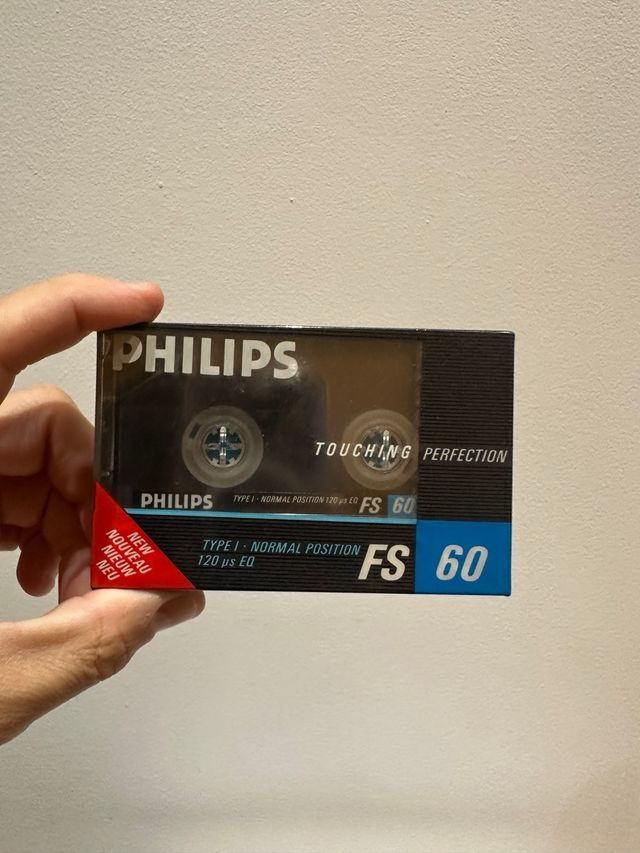 PHILIPS
TOUCHING PERFECTION
PHILIPS TYPE I · NORMAL POSITION 120 µs EQ FS 60
NEW
NOUVEAU
NIEUW
NEU
TYPE I · NORMAL POSITION
120 µs EQ
FS 60